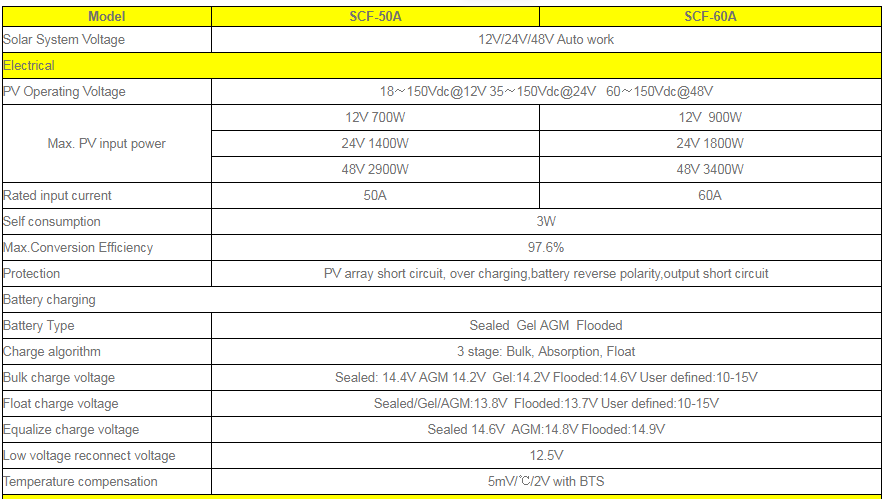 Model SCF-50A SCF-60A
Solar System Voltage 12V/24V/48V Auto work
Electrical
PV Operating Voltage 18～150Vdc@12V 35～150Vdc@24V 60～150Vdc@48V
Max. PV input power
12V 700W 12V 900W
24V 1400W 24V 1800W
48V 2900W 48V 3400W
Rated input current 50A 60A
Self consumption 3W
Max.Conversion Efficiency 97.6%
Protection PV array short circuit, over charging,battery reverse polarity,output short circuit
Battery charging
Battery Type Sealed Gel AGM Flooded
Charge algorithm 3 stage: Bulk, Absorption, Float
Bulk charge voltage Sealed: 14.4V AGM 14.2V Gel:14.2V Flooded:14.6V User defined:10-15V
Float charge voltage Sealed/Gel/AGM:13.8V Flooded:13.7V User defined:10-15V
Equalize charge voltage Sealed 14.6V AGM:14.8V Flooded:14.9V
Low voltage reconnect voltage 12.5V
Temperature compensation 5mV/℃/2V with BTS